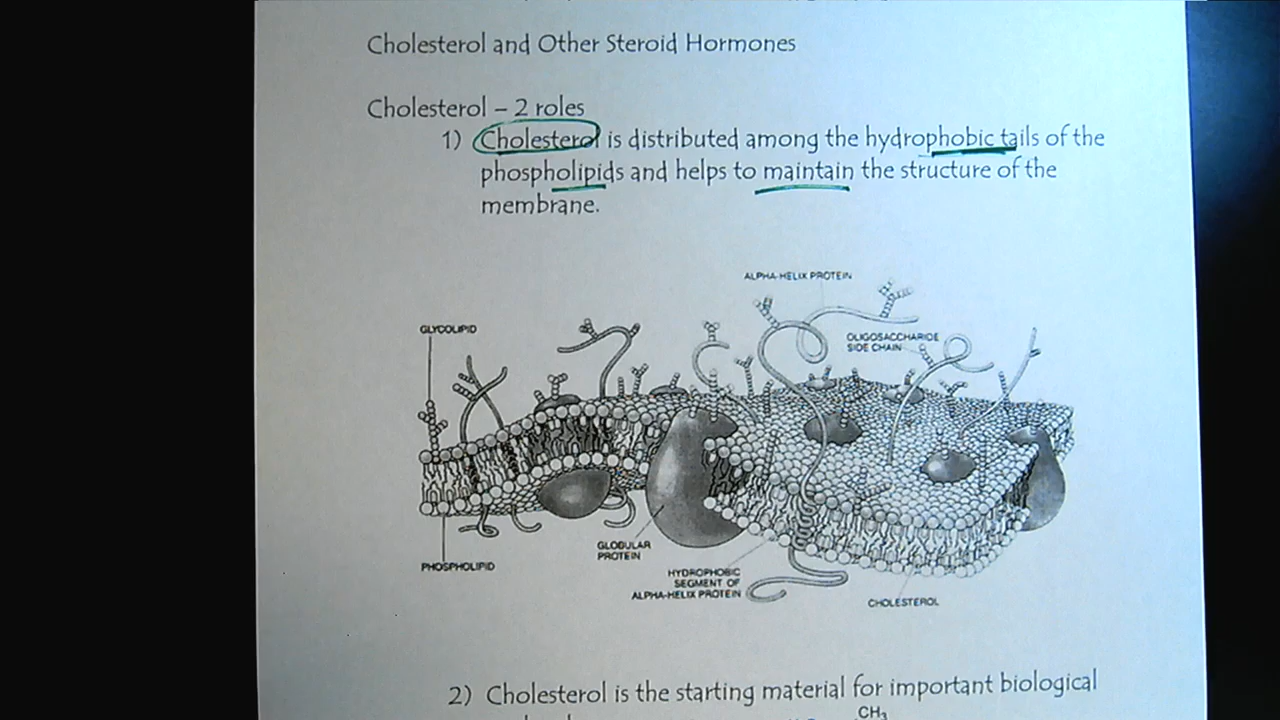 Cholesterol and Other Steroid Hormones
Cholesterol – 2 roles
1) Cholesterol is distributed among the hydrophobic tails of the
phospholipids and helps to maintain the structure of the
membrane.
ALPHA-HELIX PROTEIN
GLYCOLIPID
OLIGOSACCHARIDE
SIDE CHAIN
GLOBULAR
PROTEIN
PHOSPHOLIPID
HYDROPHOBIC
SEGMENT OF
ALPHA-HELIX PROTEIN
CHOLESTEROL
2) Cholesterol is the starting material for important biological
CH₃